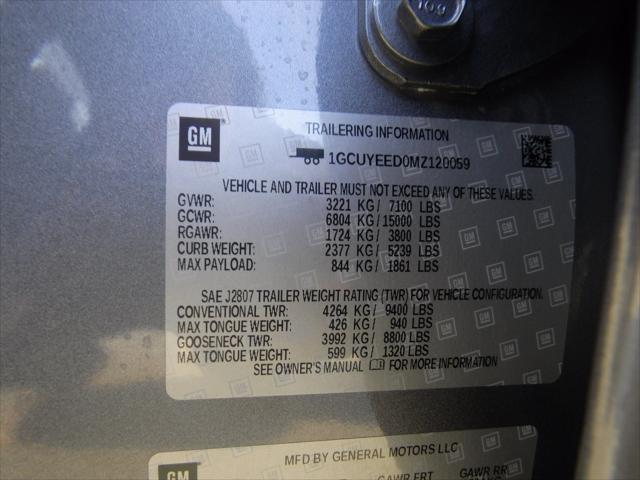 109
GM
TRAILERING INFORMATION
1GCUYEED0MZ120059
VEHICLE AND TRAILER MUST NOT EXCEED ANY OF THESE VALUES.
GVWR: 3221 KG / 7100 LBS
GCWR: 6804 KG / 15000 LBS
RGAWR: 1724 KG / 3800 LBS
CURB WEIGHT: 2377 KG / 5239 LBS
MAX PAYLOAD: 844 KG / 1861 LBS
SAE J2807 TRAILER WEIGHT RATING (TWR) FOR VEHICLE CONFIGURATION.
CONVENTIONAL TWR: 4264 KG / 9400 LBS
MAX TONGUE WEIGHT: 426 KG / 940 LBS
GOOSENECK TWR: 3992 KG / 8800 LBS
MAX TONGUE WEIGHT: 599 KG / 1320 LBS
SEE OWNER'S MANUAL FOR MORE INFORMATION
MFD BY GENERAL MOTORS LLC
GM
GAWR FRT GAWR RR